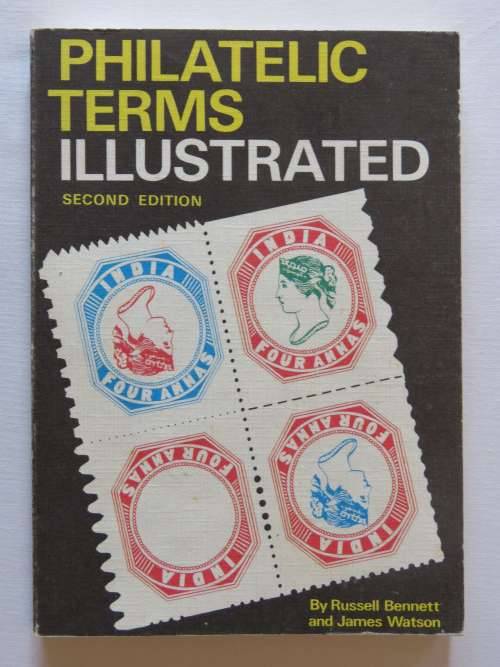 PHILATELIC
TERMS
ILLUSTRATED
SECOND EDITION
INDIA
FOUR ANNAS
INDIA
FOUR ANNAS
FOUR ANNAS
INDIA
FOUR ANNAS
INDIA
By Russell Bennett
and James Watson